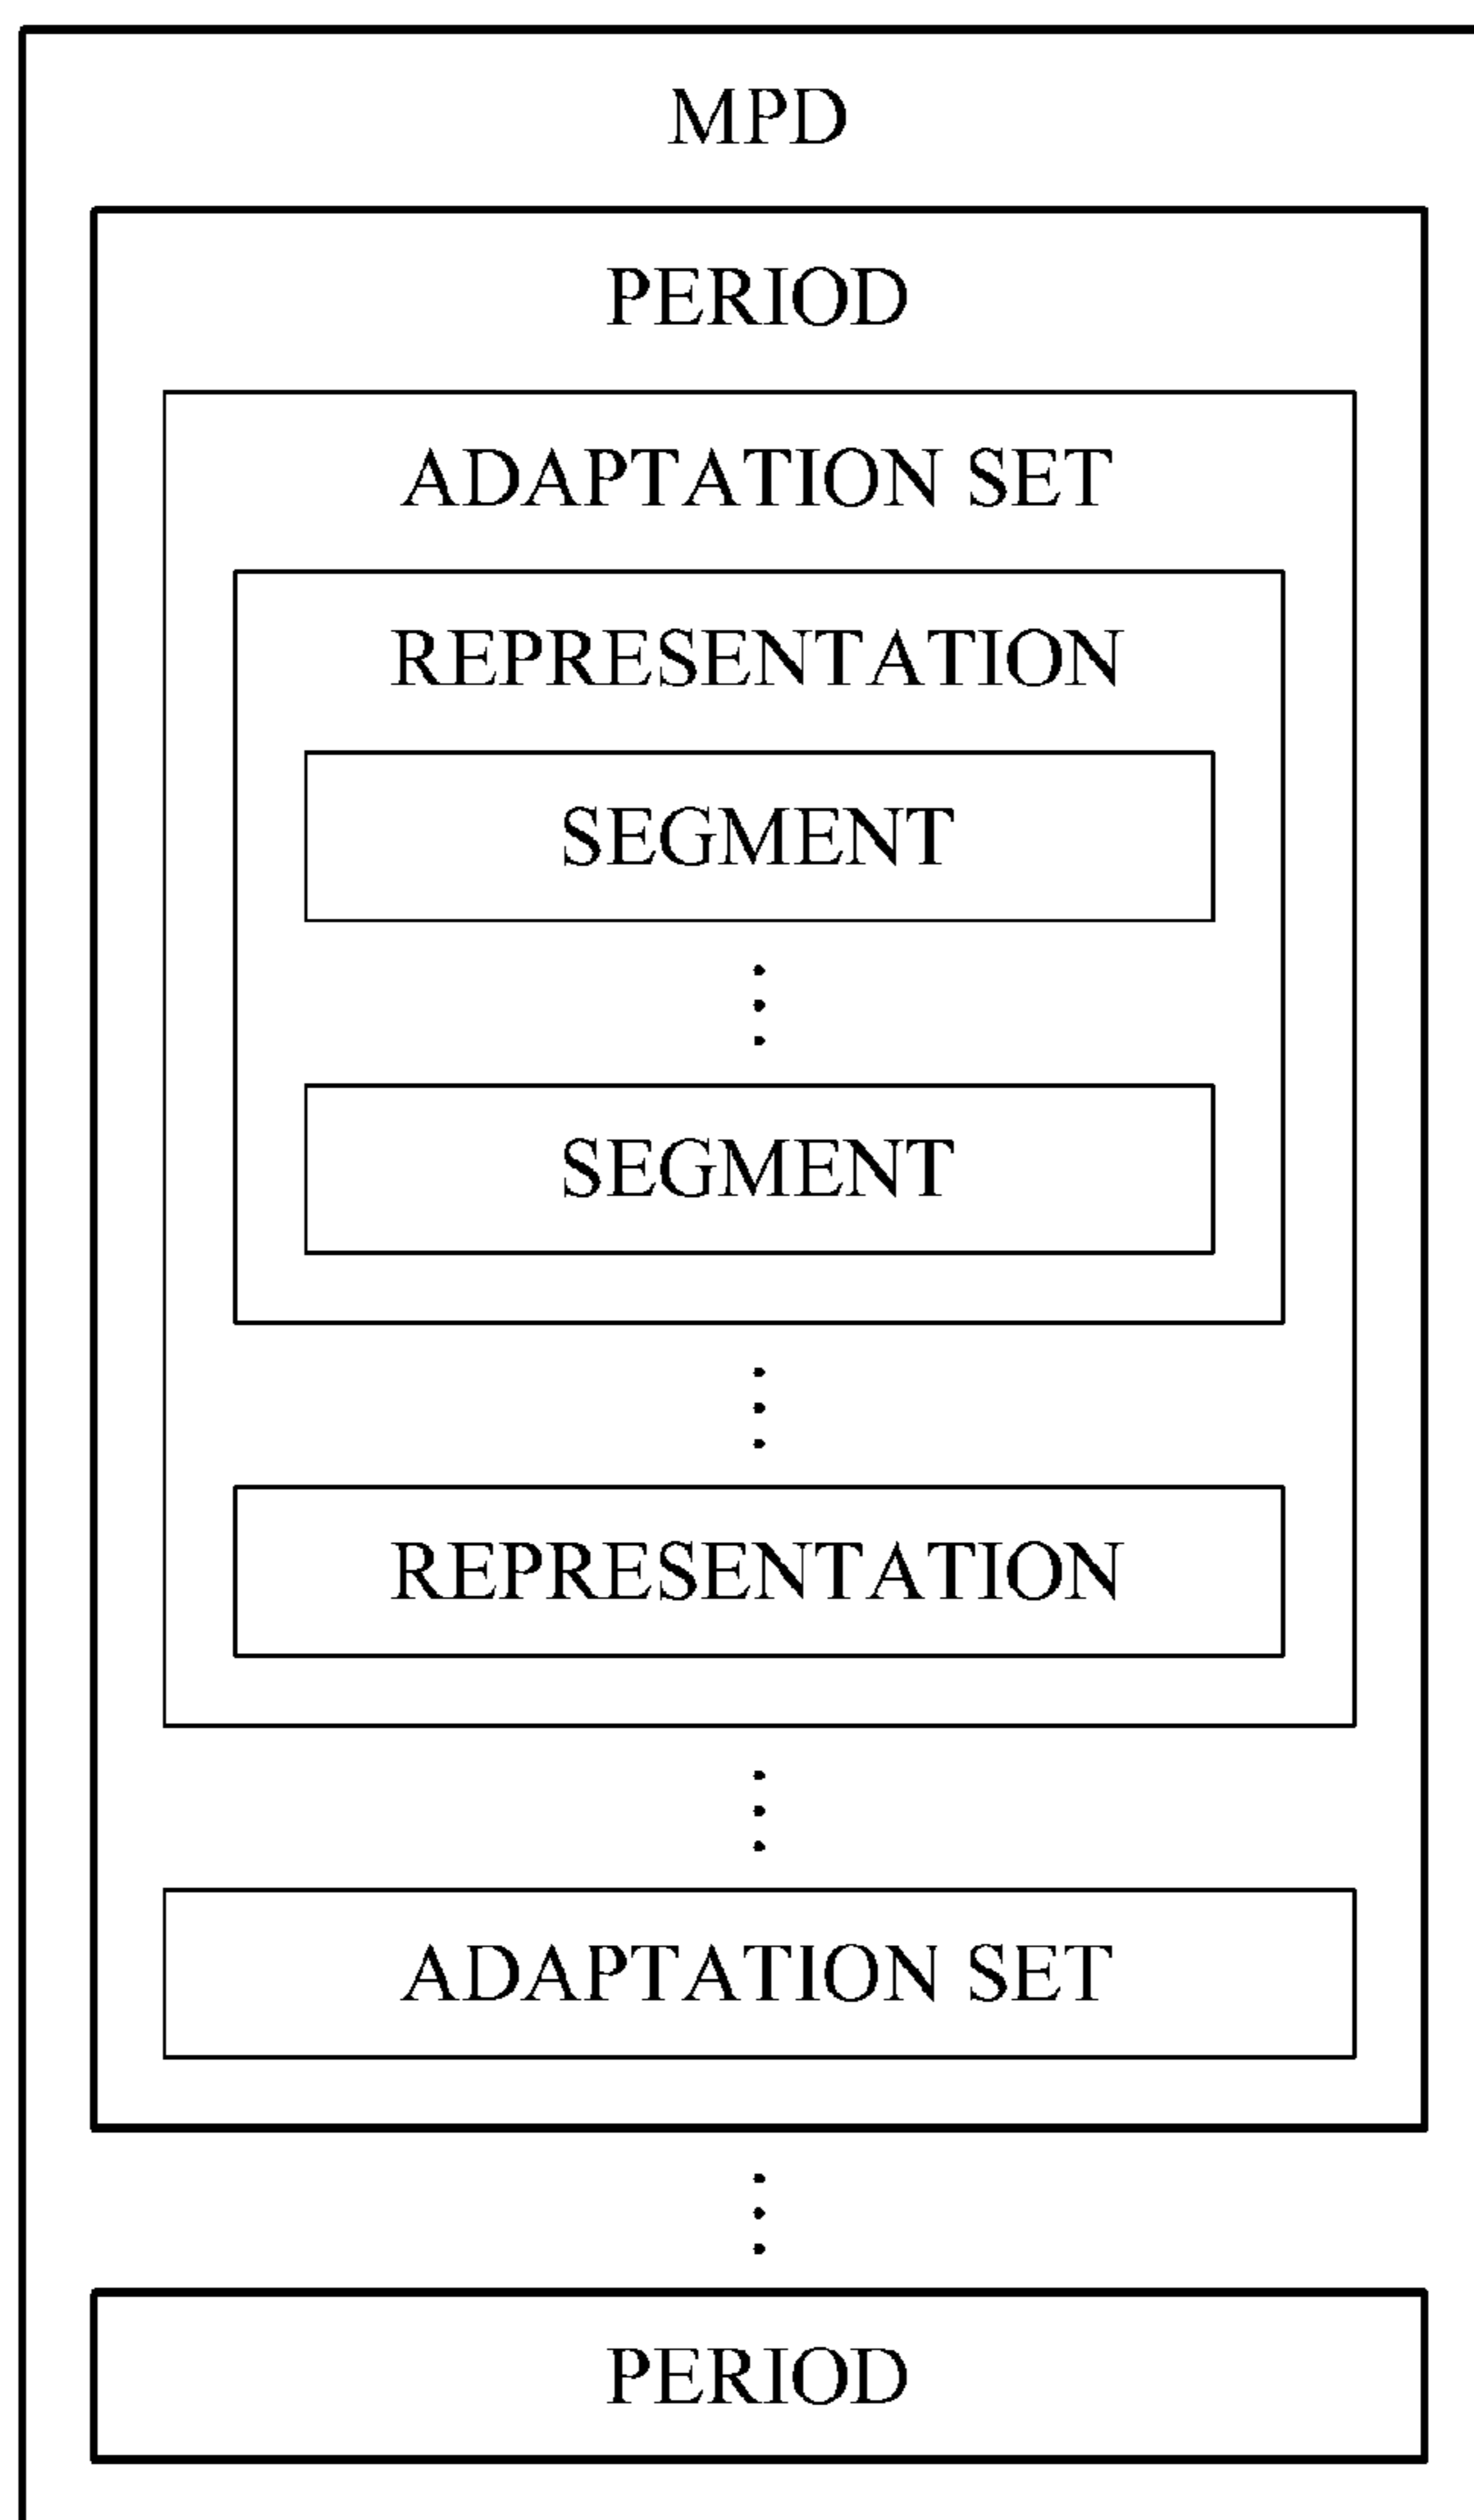 MPD
PERIOD
ADAPTATION SET
REPRESENTATION
SEGMENT
SEGMENT
REPRESENTATION
ADAPTATION SET
PERIOD